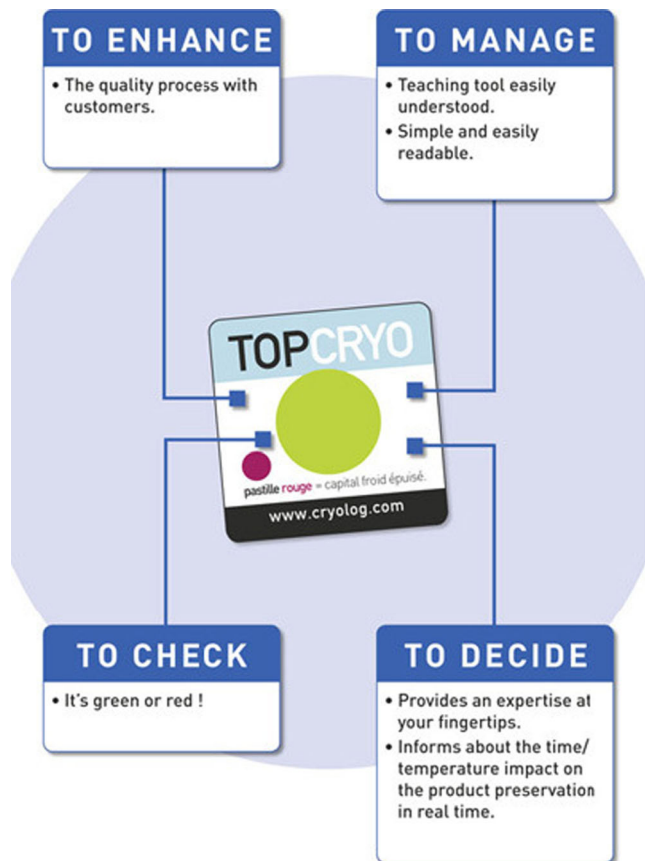 TO ENHANCE
• The quality process with
customers.
TO MANAGE
• Teaching tool easily
understood.
• Simple and easily
readable.
TOPCRYO
pastille rouge = capital froid épuisé.
www.cryolog.com
TO CHECK
• It's green or red !
TO DECIDE
• Provides an expertise at
your fingertips.
• Informs about the time/
temperature impact on
the product preservation
in real time.